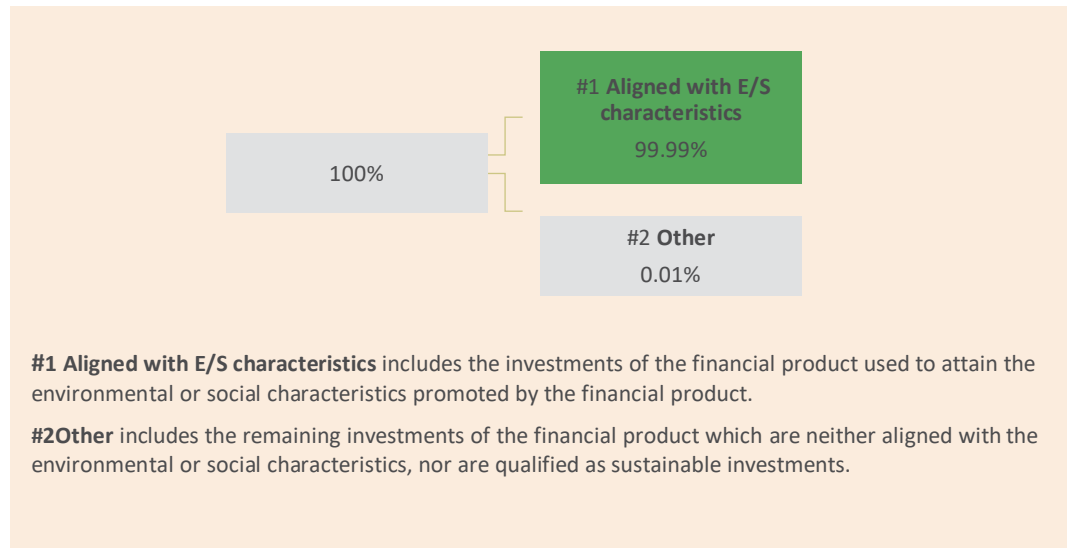 #1 Aligned with E/S
characteristics
99.99%
100%
#2 Other
0.01%
#1 Aligned with E/S characteristics includes the investments of the financial product used to attain the
environmental or social characteristics promoted by the financial product.
#2Other includes the remaining investments of the financial product which are neither aligned with the
environmental or social characteristics, nor are qualified as sustainable investments.